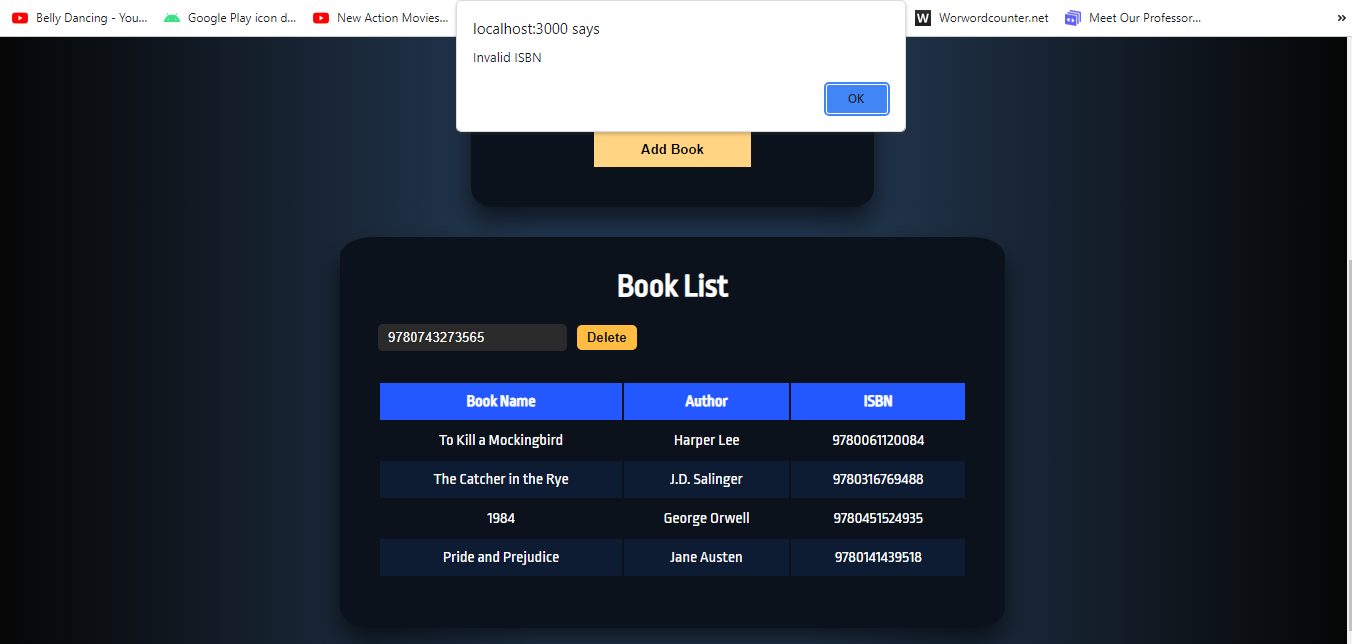 Belly Dancing - You... Google Play icon d... New Action Movies... W Worwordcounter.net Meet Our Professor... »
localhost:3000 says
Invalid ISBN
OK
Add Book
Book List
9780743273565 Delete
Book Name Author ISBN
To Kill a Mockingbird Harper Lee 9780061120084
The Catcher in the Rye J.D. Salinger 9780316769488
1984 George Orwell 9780451524935
Pride and Prejudice Jane Austen 9780141439518